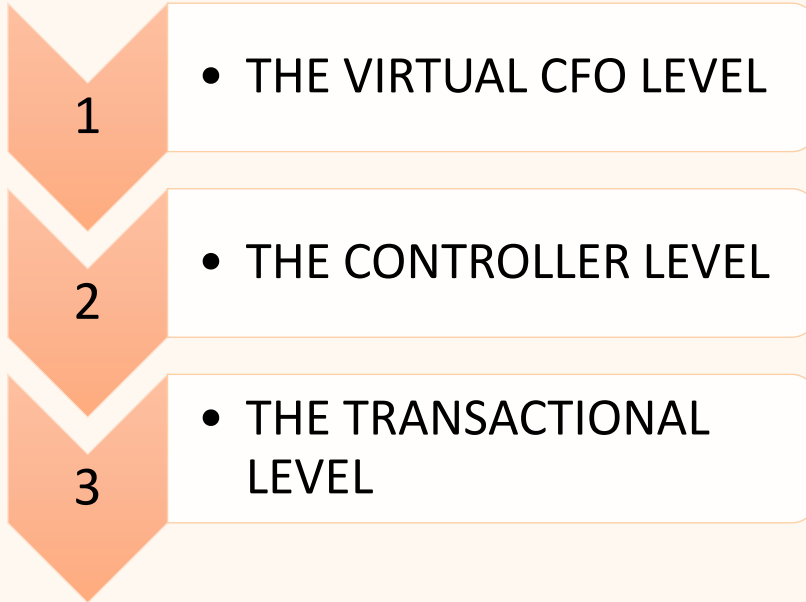 1
• THE VIRTUAL CFO LEVEL
2
• THE CONTROLLER LEVEL
3
• THE TRANSACTIONAL
LEVEL